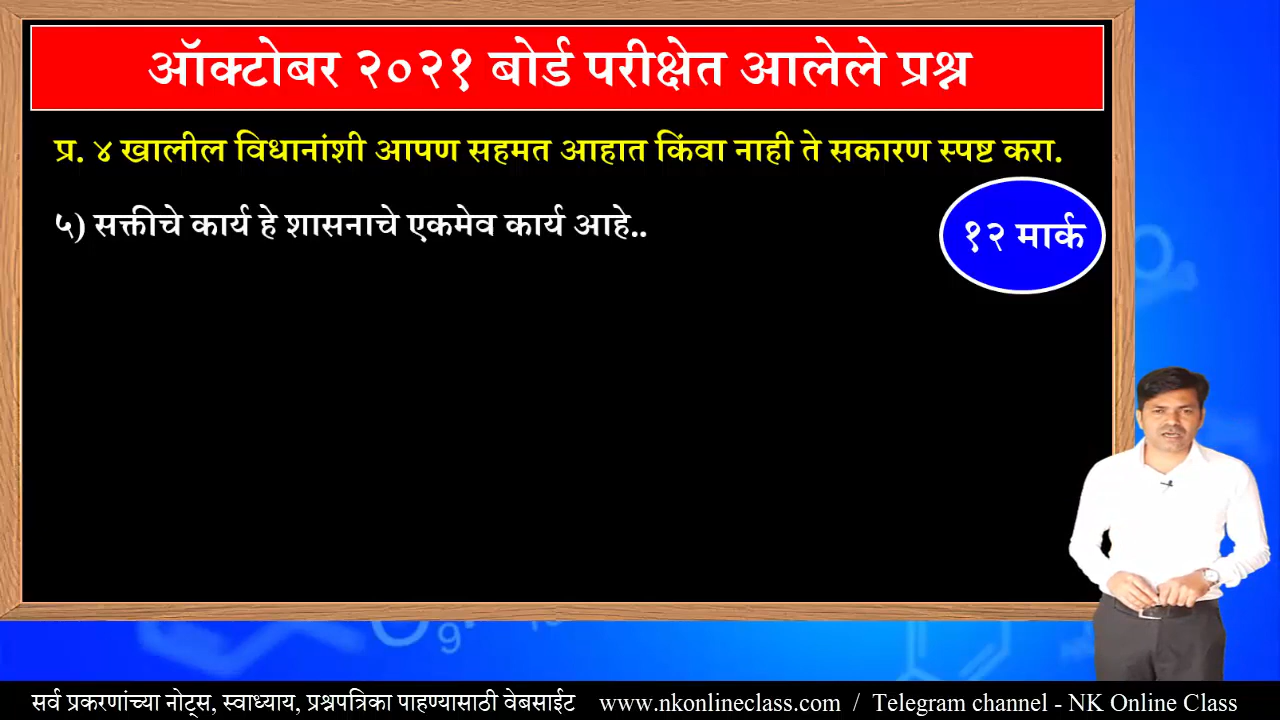 ऑक्टोबर २०२१ बोर्ड परीक्षेत आलेले प्रश्न
प्र. ४ खालील विधानांशी आपण सहमत आहात किंवा नाही ते सकारण स्पष्ट करा.
५) सक्तीचे कार्य हे शासनाचे एकमेव कार्य आहे..
१२ मार्क
सर्व प्रकरणांच्या नोट्स, स्वाध्याय, प्रश्नपत्रिका पाहण्यासाठी वेबसाईट www.nkonlineclass.com / Telegram channel - NK Online Class